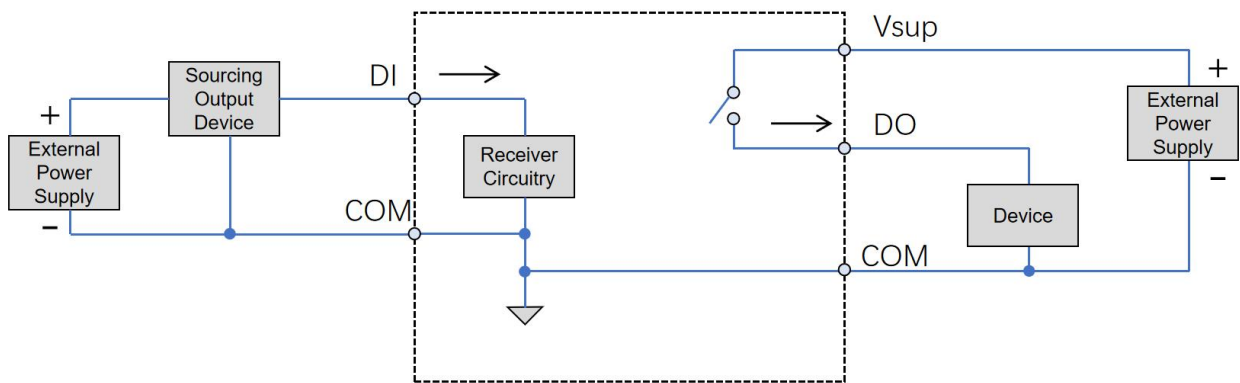 Vsup
Sourcing
Output
Device
DI
+
External
Power
Supply
−
Receiver
Circuitry
COM
DO
+
External
Power
Supply
−
Device
COM